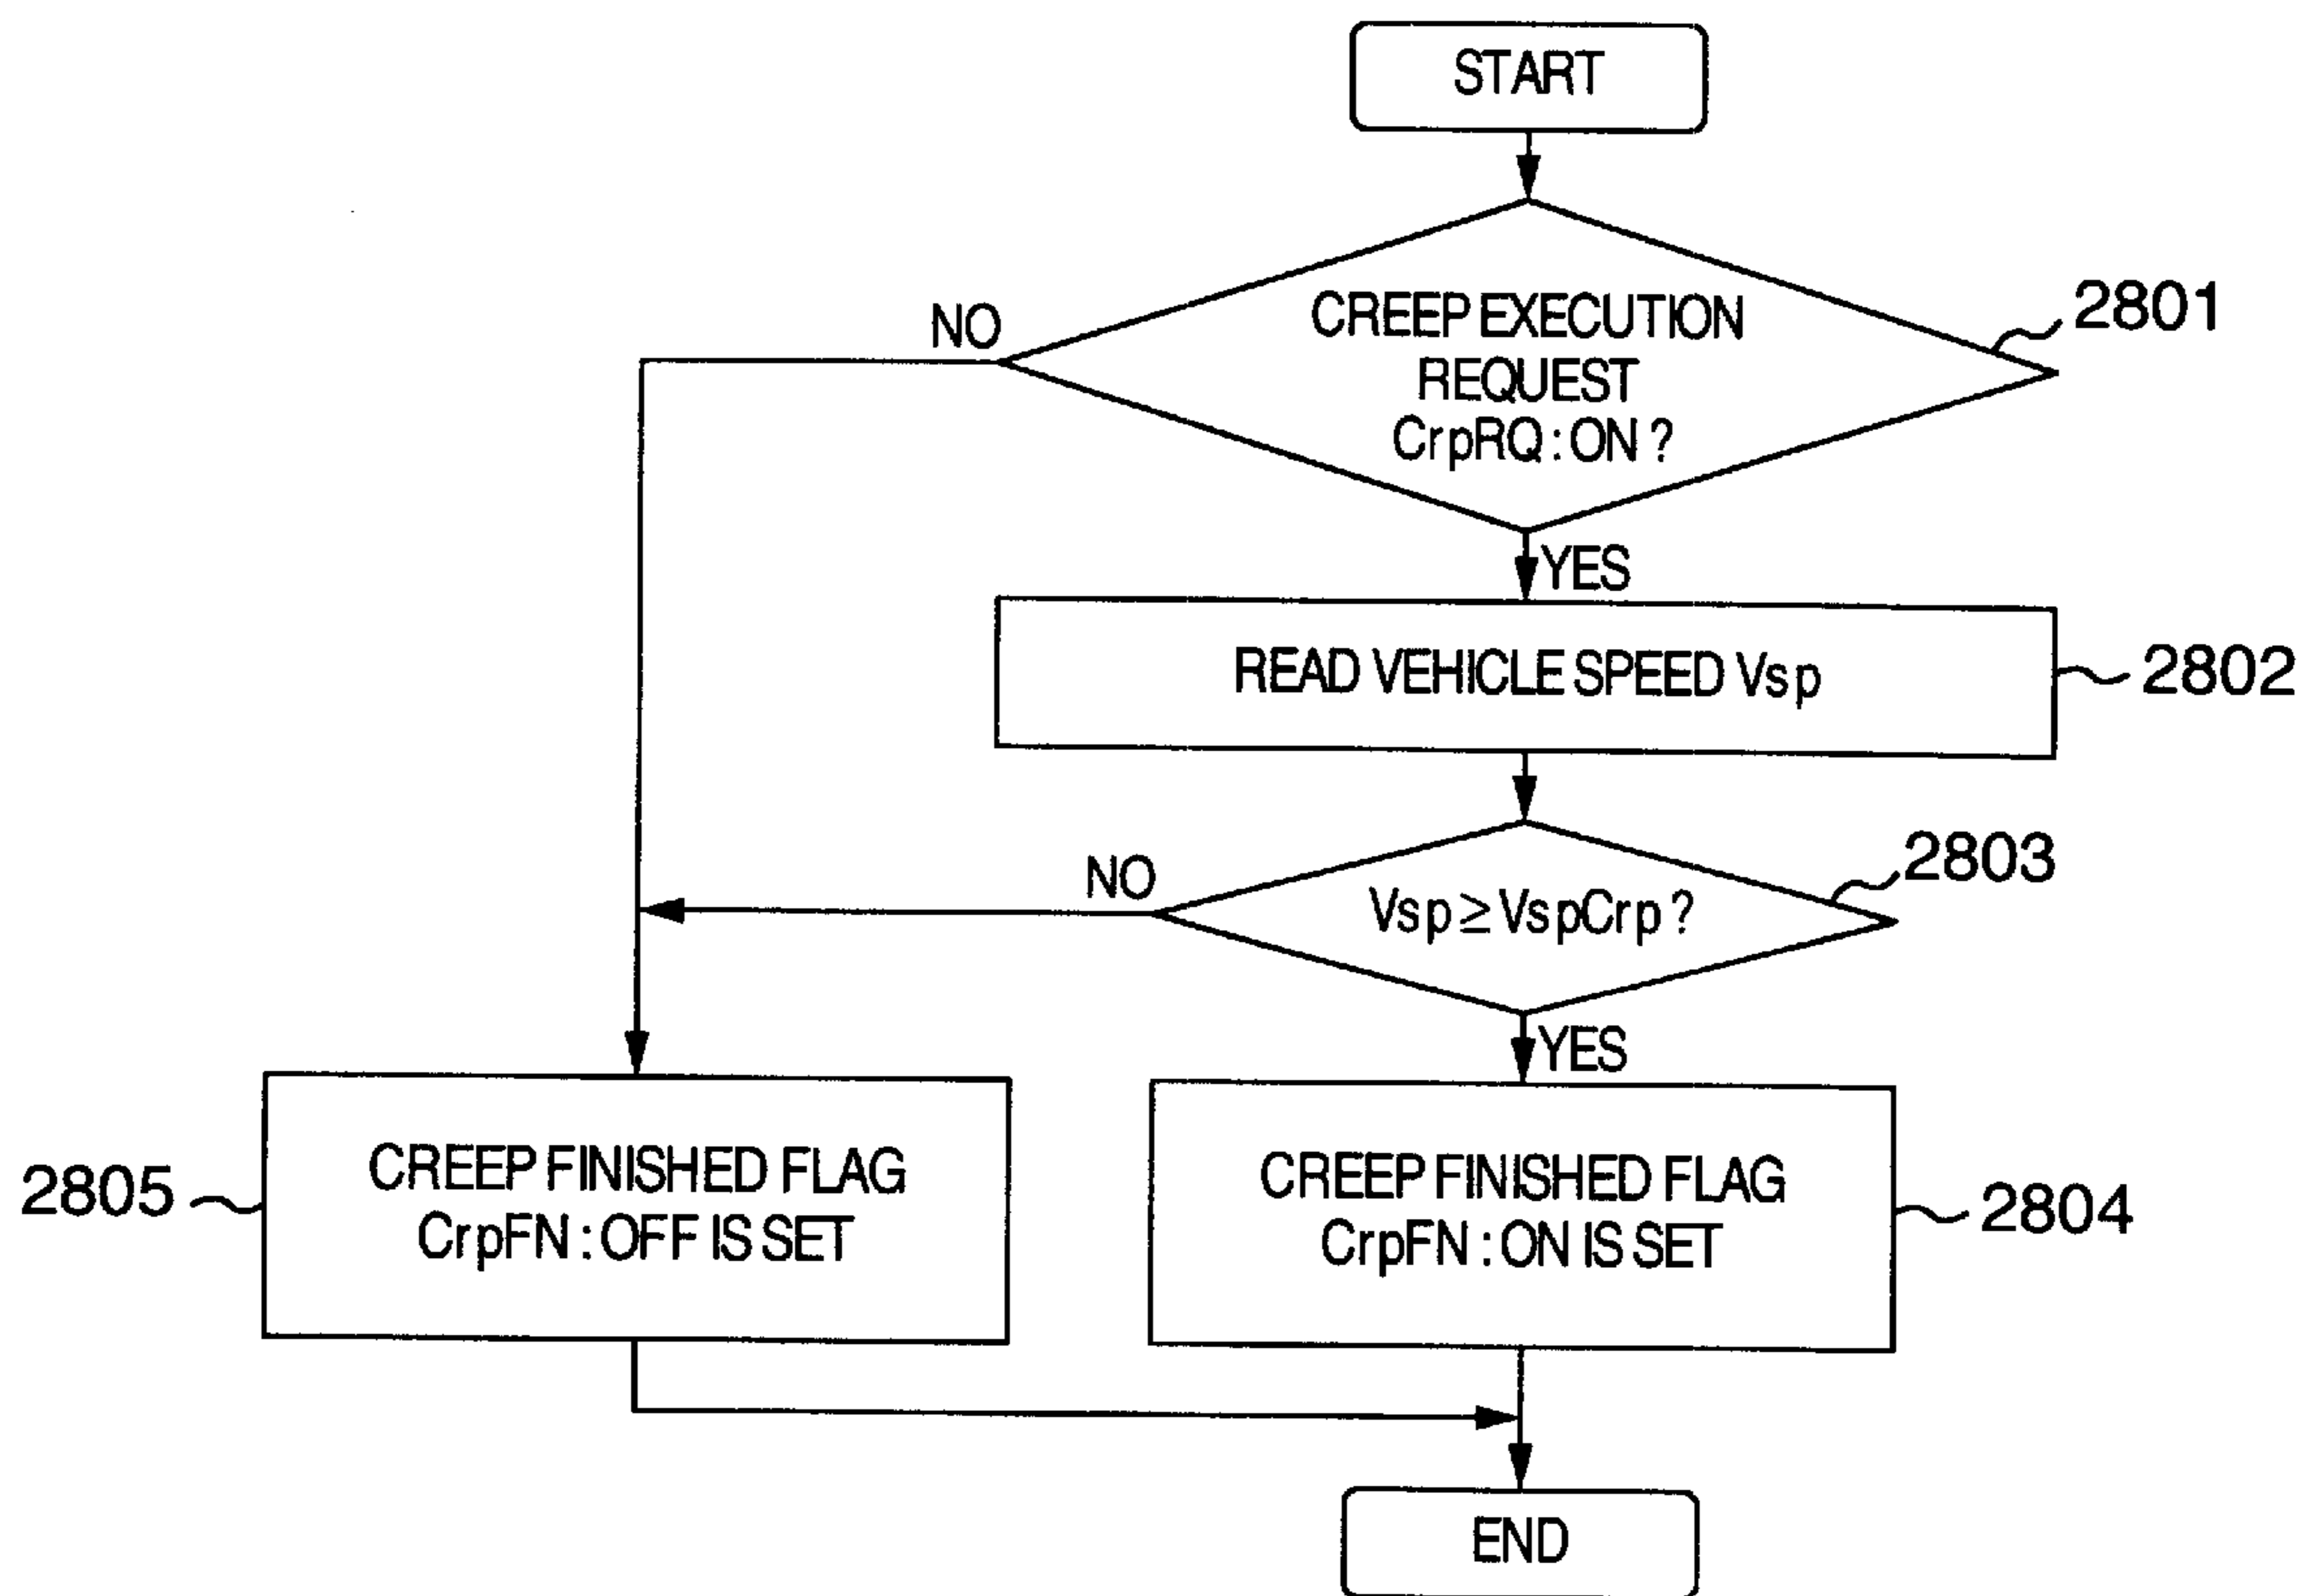 START
NO
CREEP EXECUTION
REQUEST
CrpRQ : ON ?
2801
YES
READ VEHICLE SPEED Vsp
2802
NO
Vsp ≥ VspCrp ?
2803
YES
2805
CREEP FINISHED FLAG
CrpFN : OFF IS SET
CREEP FINISHED FLAG
CrpFN : ON IS SET
2804
END